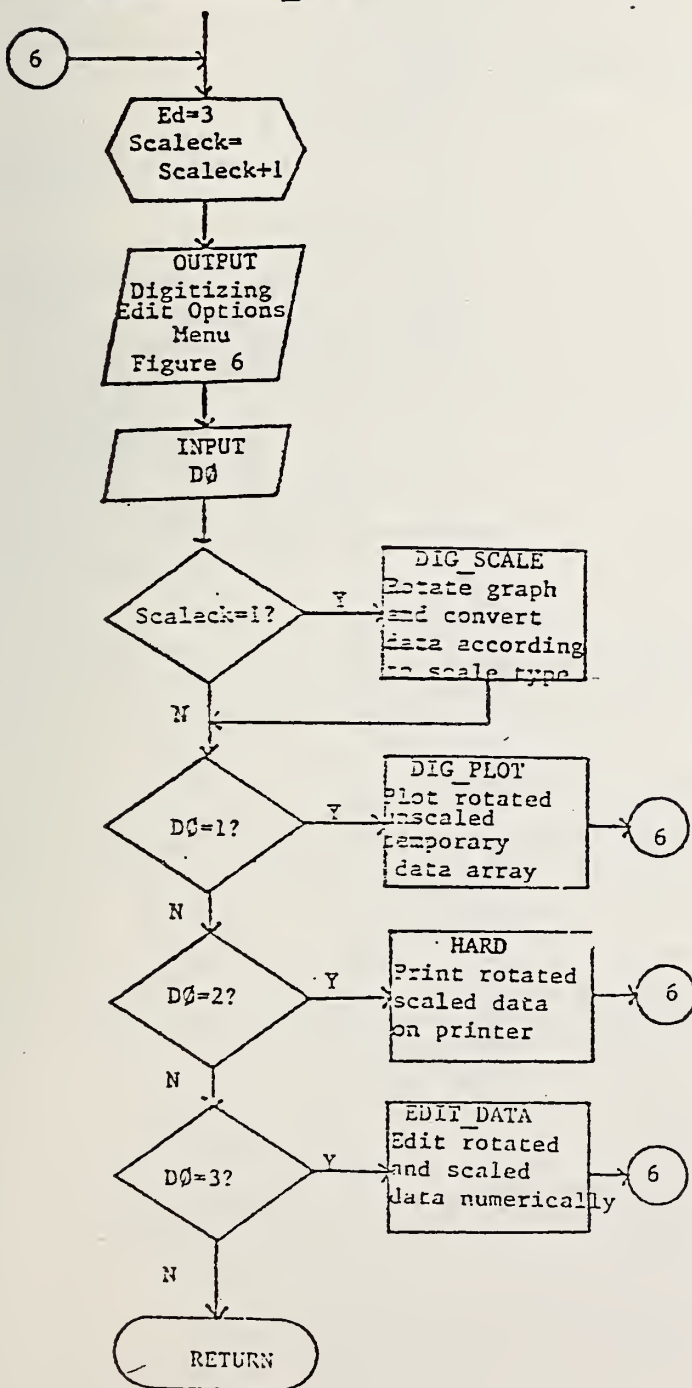 6
Ed=3
Scaleck=
Scaleck+1
OUTPUT
Digitizing
Edit Options
Menu
Figure 6
INPUT
DØ
Scaleck=1?
Y
DIG_SCALE
Rotate graph
and convert
data according
to scale type
N
DØ=1?
Y
DIG_PLOT
Plot rotated
unscaled
temporary
data array
6
N
DØ=2?
Y
HARD
Print rotated
scaled data
on printer
6
N
DØ=3?
Y
EDIT_DATA
Edit rotated
and scaled
data numerically
6
N
RETURN